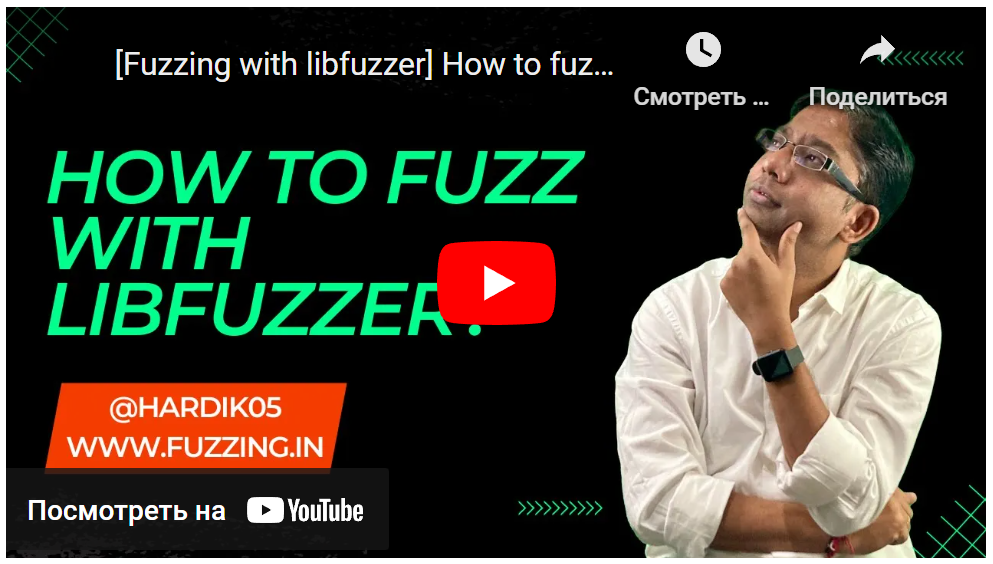 [Fuzzing with libfuzzer] How to fuz...
Смотреть ...
Поделиться
HOW TO FUZZ
WITH
LIBFUZZER?
@HARDIK05
WWW.FUZZING.IN
Посмотреть на YouTube